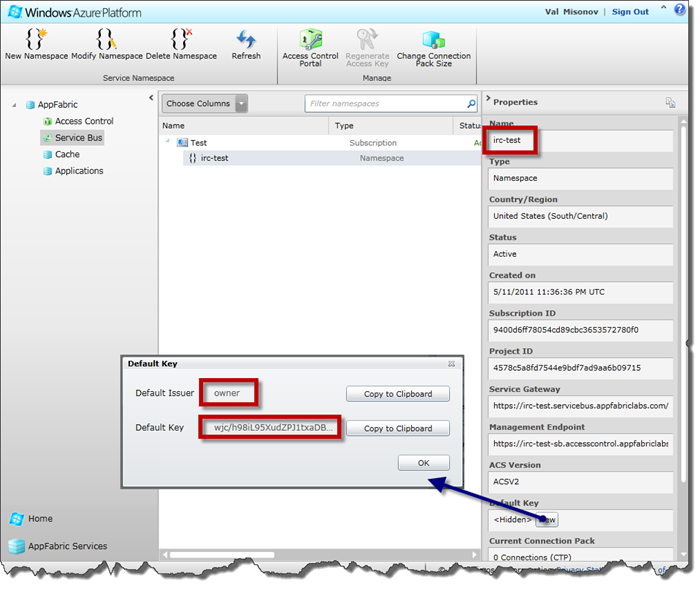 Windows Azure Platform
Val Misonov | Sign Out
New Namespace Modify Namespace Delete Namespace Refresh Access Control Portal Regenerate Access Key Change Connection Pack Size
Service Namespace Manage
AppFabric
Access Control
Service Bus
Cache
Applications
Home
AppFabric Services
Choose Columns
Filter namespaces
Name Type
Test Subscription
{} irc-test Namespace
Default Key
Default Issuer owner Copy to Clipboard
Default Key wjc/h98iL95XudZPJ1txaDB... Copy to Clipboard
OK
Properties
Name
irc-test
Type
Namespace
Country/Region
United States (South/Central)
Status
Active
Created on
5/11/2011 11:36:36 PM UTC
Subscription ID
9400d6ff78054cd89cbc3653572780f0
Project ID
4578c5a8fd7544e9bdf7ad9aa6b09715
Service Gateway
https://irc-test.servicebus.appfabriclabs.com/
Management Endpoint
https://irc-test-sb.accesscontrol.appfabriclabs
ACS Version
ACSV2
Default Key
<Hidden>
Current Connection Pack
0 Connections (CTP)